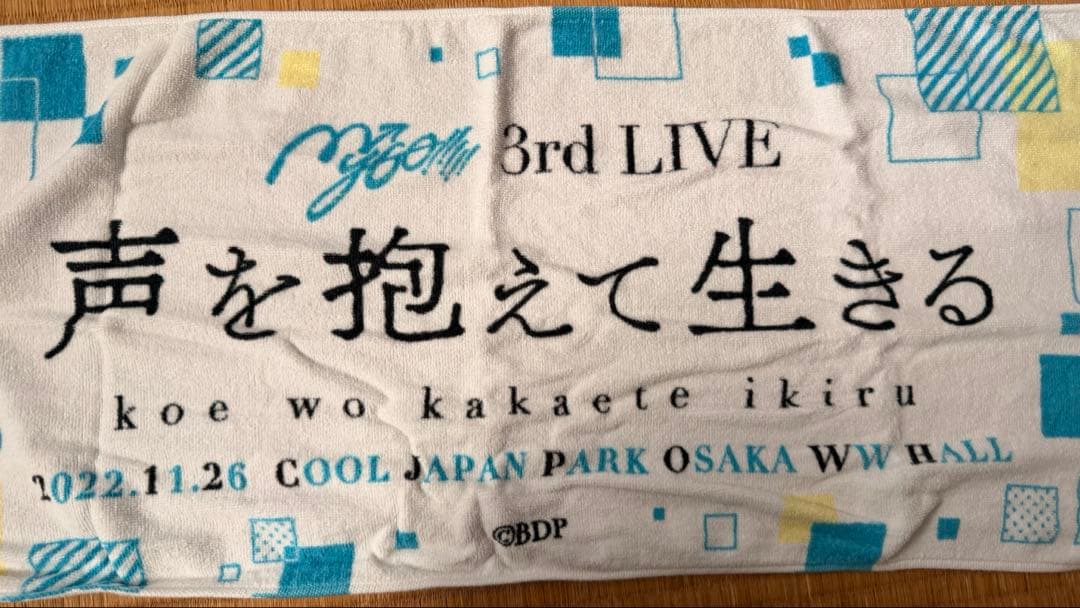 3rd LIVE
声を抱えて生きる
koe wo kakaete ikiru
2022.11.26 COOL JAPAN PARK OSAKA WW HALL
©BDP